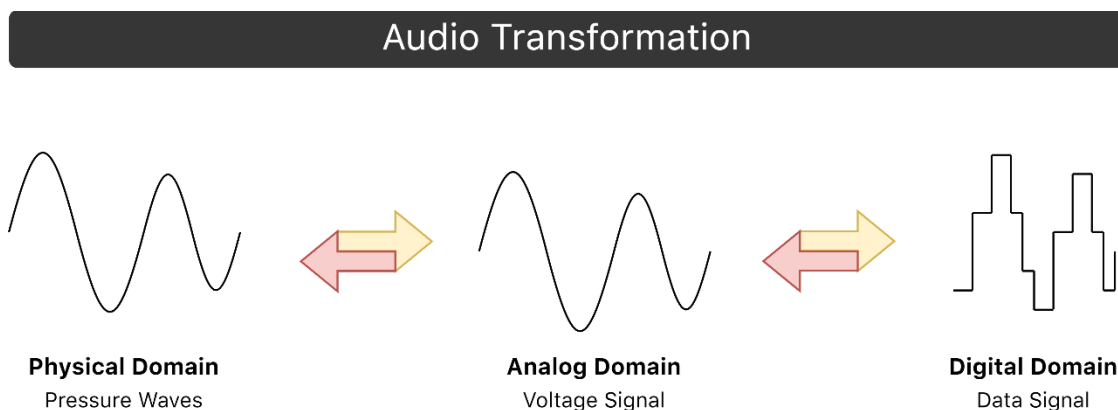 Audio Transformation
Physical Domain
Pressure Waves
Analog Domain
Voltage Signal
Digital Domain
Data Signal